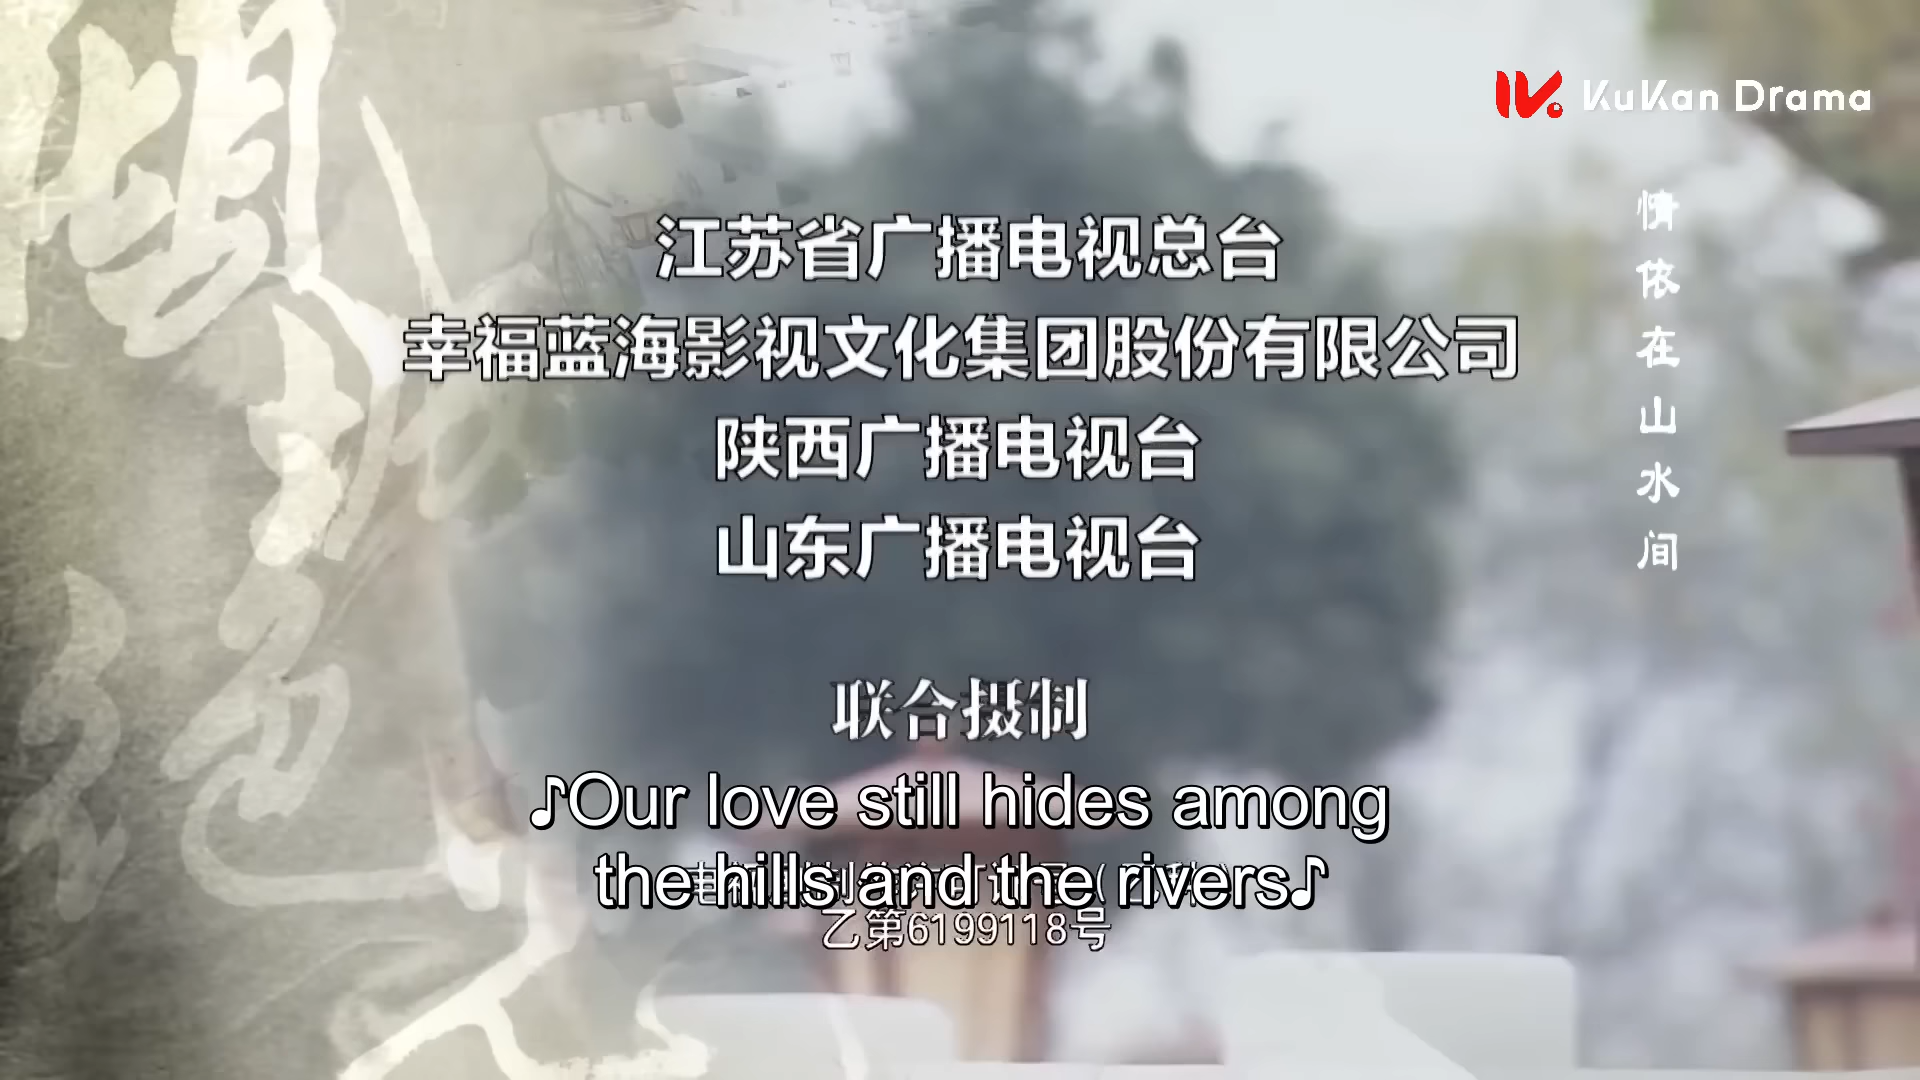 KuKan Drama
情依在山水间
江苏省广播电视总台
幸福蓝海影视文化集团股份有限公司
陕西广播电视台
山东广播电视台
联合摄制
♪Our love still hides among
the hills and the rivers♪
乙第6199118号